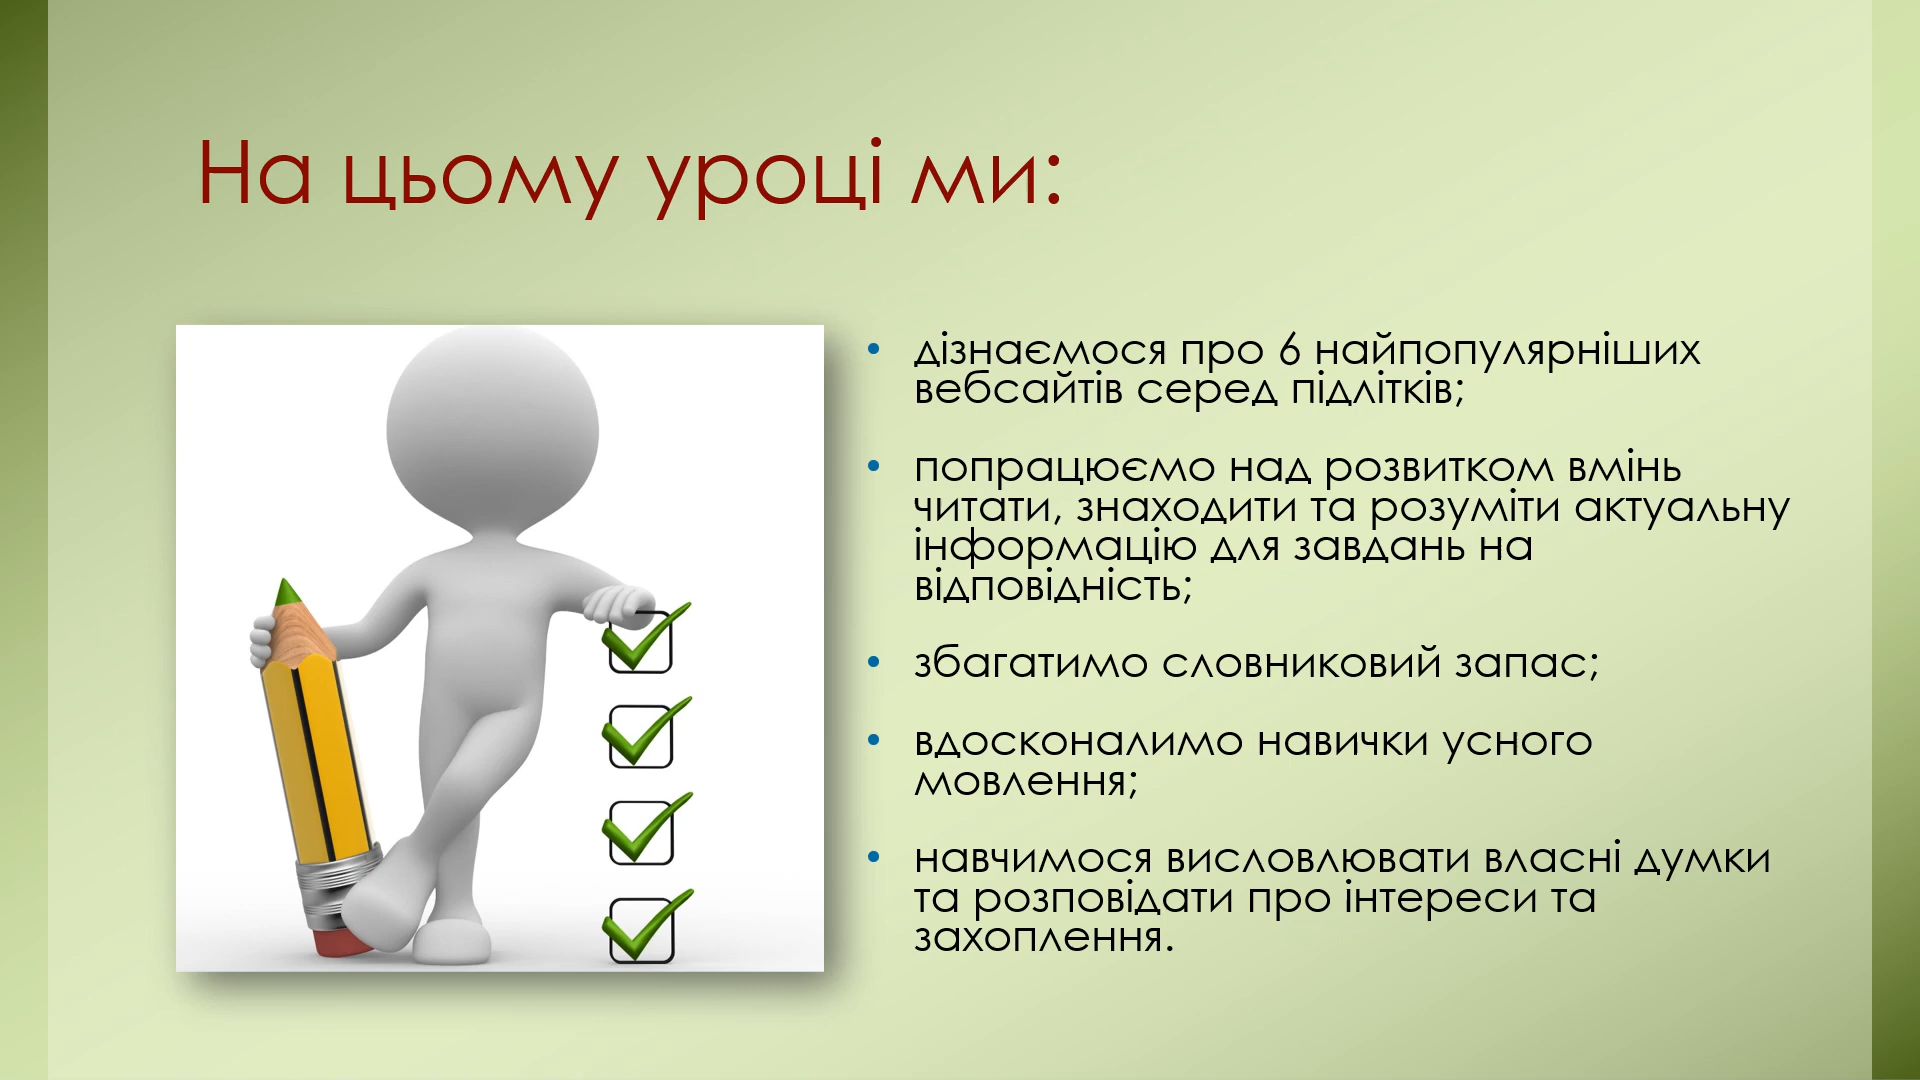 На цьому уроці ми:
• дізнаємося про 6 найпопулярніших
вебсайтів серед підлітків;
• попрацюємо над розвитком вмінь
читати, знаходити та розуміти актуальну
інформацію для завдань на
відповідність;
• збагатимо словниковий запас;
• вдосконалимо навички усного
мовлення;
• навчимося висловлювати власні думки
та розповідати про інтереси та
захоплення.